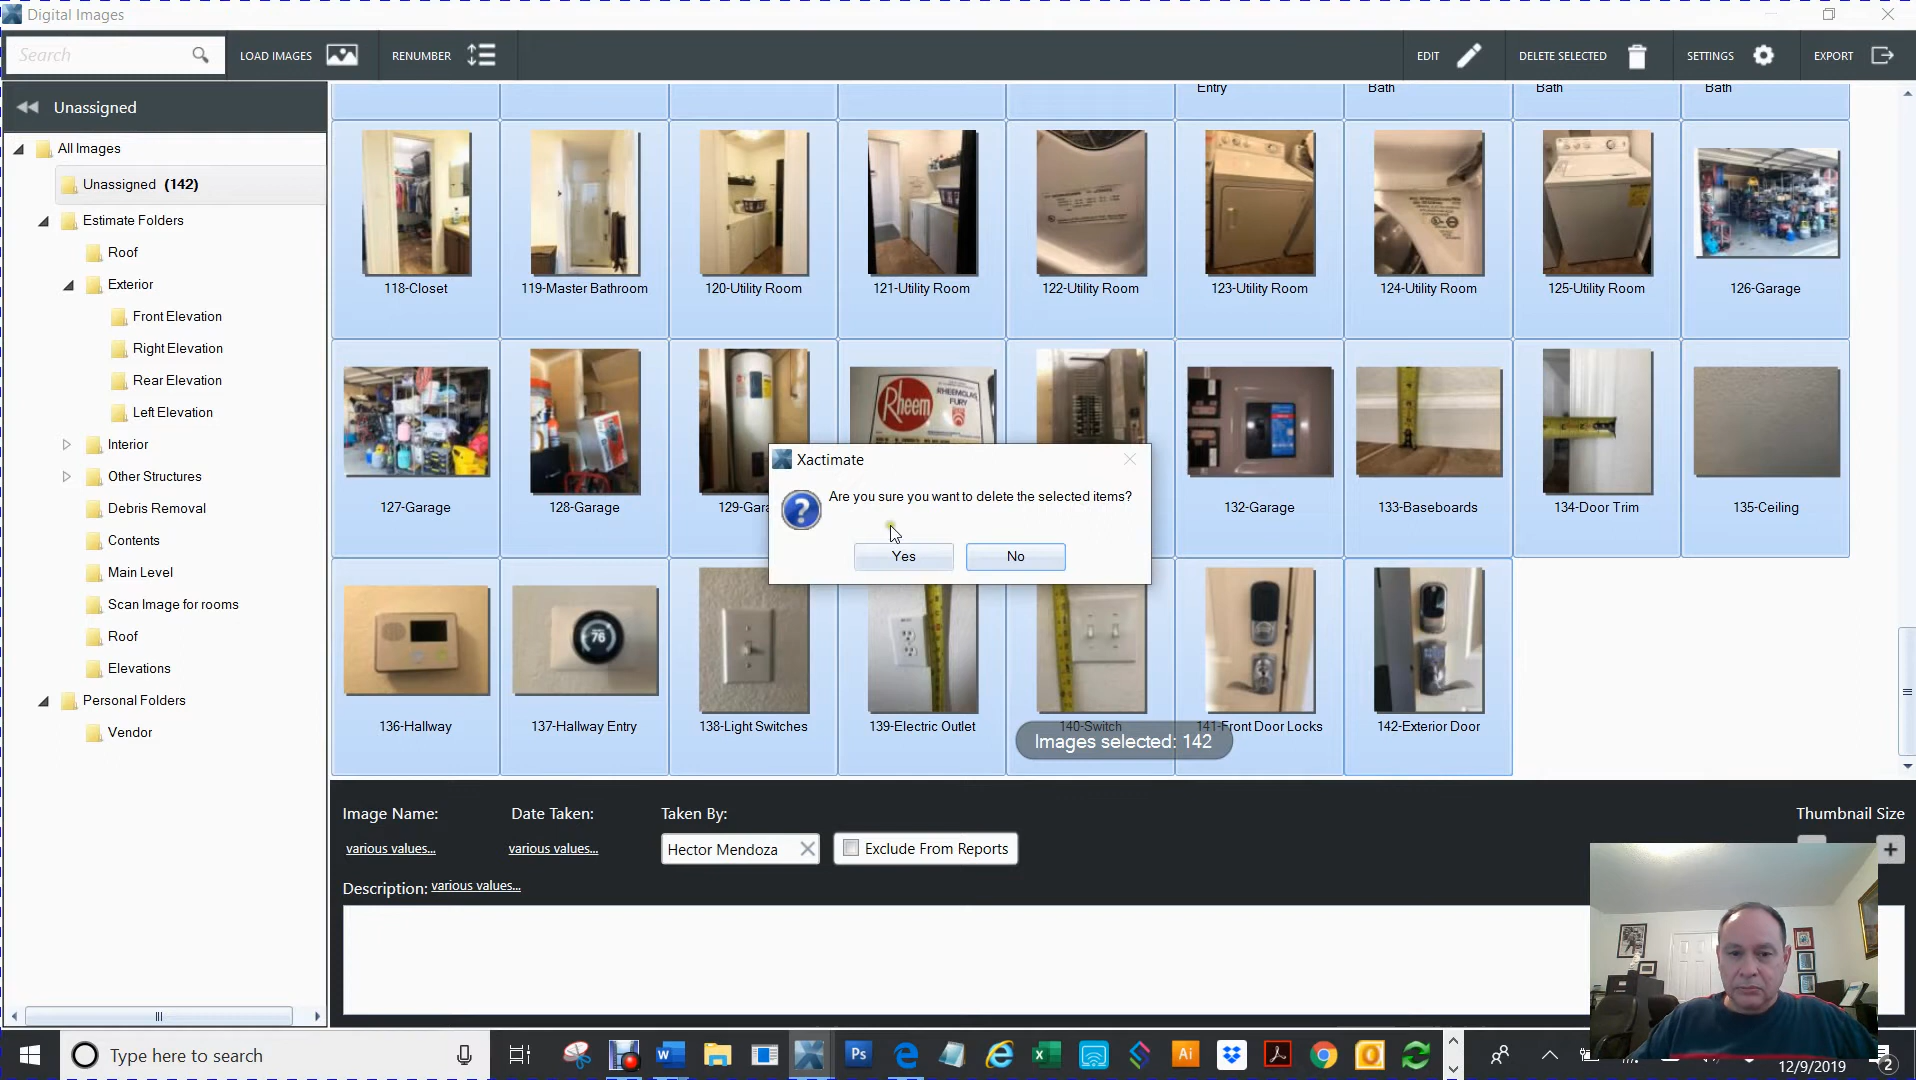 Digital Images
Search
LOAD IMAGES
RENUMBER
EDIT
DELETE SELECTED
SETTINGS
EXPORT
Unassigned
All Images
Unassigned (142)
Estimate Folders
Roof
Exterior
Front Elevation
Right Elevation
Rear Elevation
Left Elevation
Interior
Other Structures
Debris Removal
Contents
Main Level
Scan Image for rooms
Roof
Elevations
Personal Folders
Vendor
Entry
Bath
Bath
Bath
118-Closet
119-Master Bathroom
120-Utility Room
121-Utility Room
122-Utility Room
123-Utility Room
124-Utility Room
125-Utility Room
126-Garage
Rheem
RHEEMGLAS
FURY
127-Garage
128-Garage
132-Garage
133-Baseboards
134-Door Trim
135-Ceiling
Xactimate
Are you sure you want to delete the selected items?
Yes
No
76
136-Hallway
137-Hallway Entry
138-Light Switches
139-Electric Outlet
140-Switch
141-Front Door Locks
142-Exterior Door
Images selected: 142
Image Name:
various values...
Date Taken:
various values...
Taken By:
Hector Mendoza
Exclude From Reports
Thumbnail Size
Description: various values...
Type here to search
Ps
Ai
12/9/2019
2